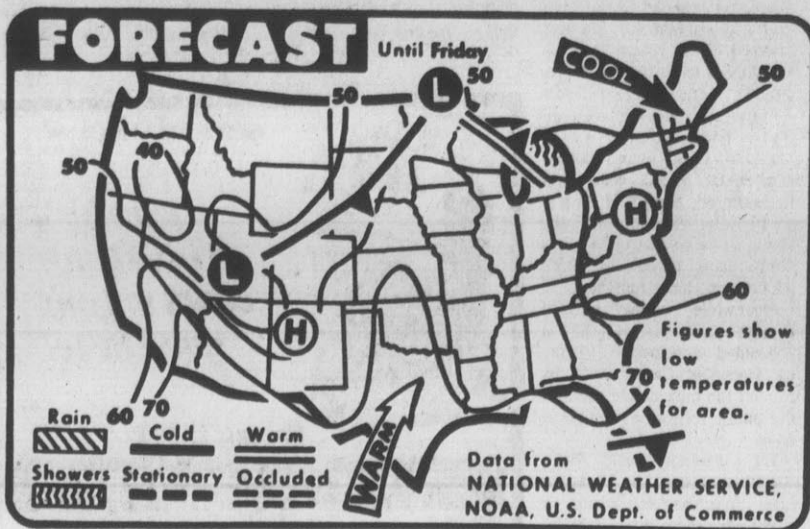 FORECAST
Until Friday
COOL
50
50
50
L
50
40
H
L
H
60
70
60
70
Figures show
low
temperatures
for area.
WARM
Rain
Cold
Warm
Showers
Stationary
Occluded
Data from
NATIONAL WEATHER SERVICE,
NOAA, U.S. Dept. of Commerce